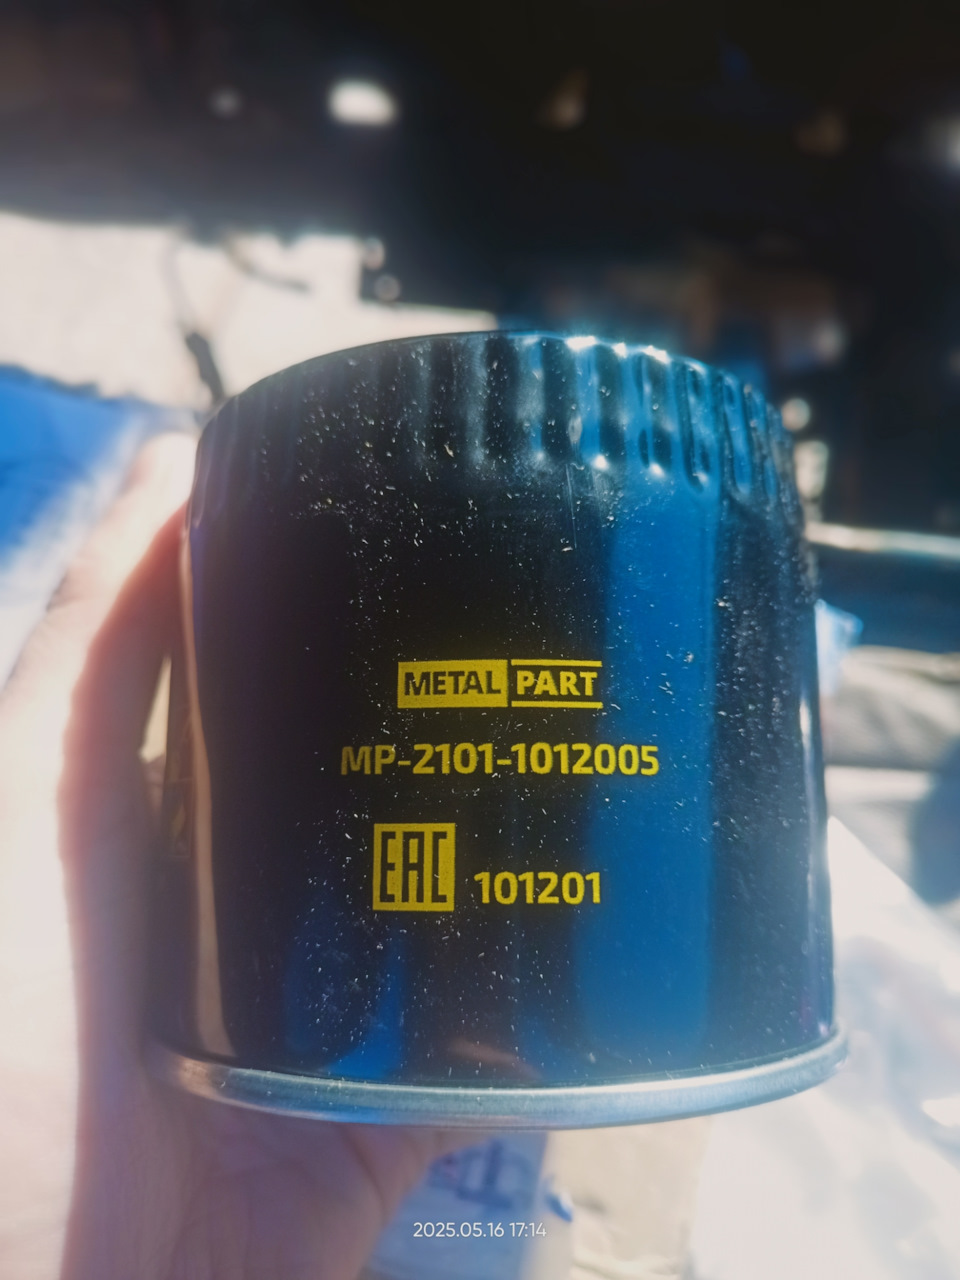 METAL PART
MP-2101-1012005
EAC 101201
2025.05.16 17:14